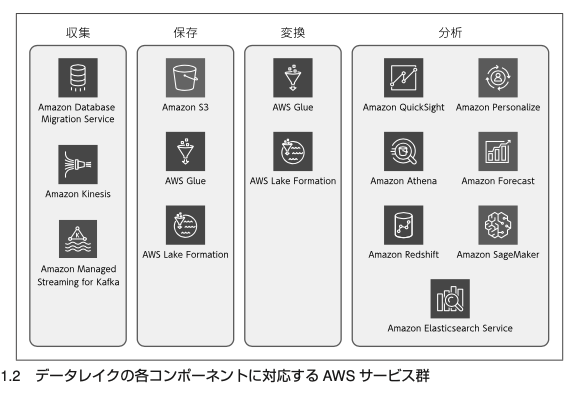 収集
Amazon Database
Migration Service
Amazon Kinesis
Amazon Managed
Streaming for Kafka
保存
Amazon S3
AWS Glue
AWS Lake Formation
変換
AWS Glue
AWS Lake Formation
分析
Amazon QuickSight
Amazon Personalize
Amazon Athena
Amazon Forecast
Amazon Redshift
Amazon SageMaker
Amazon Elasticsearch Service
1.2 データレイクの各コンポーネントに対応する AWS サービス群